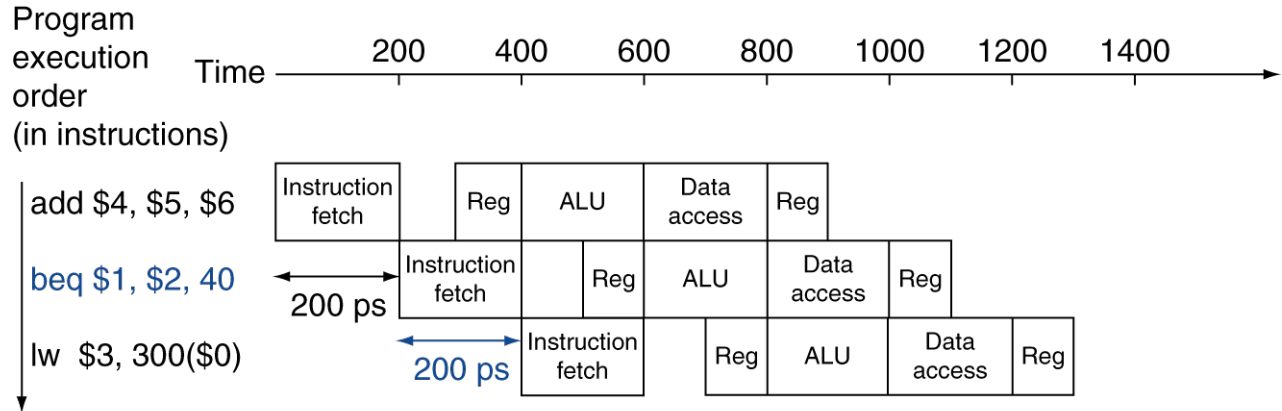 Program
execution
order
(in instructions)
Time
200 400 600 800 1000 1200 1400
add $4, $5, $6
Instruction
fetch
Reg
ALU
Data
access
Reg
beq $1, $2, 40
200 ps
Instruction
fetch
Reg
ALU
Data
access
Reg
lw $3, 300($0)
200 ps
Instruction
fetch
Reg
ALU
Data
access
Reg